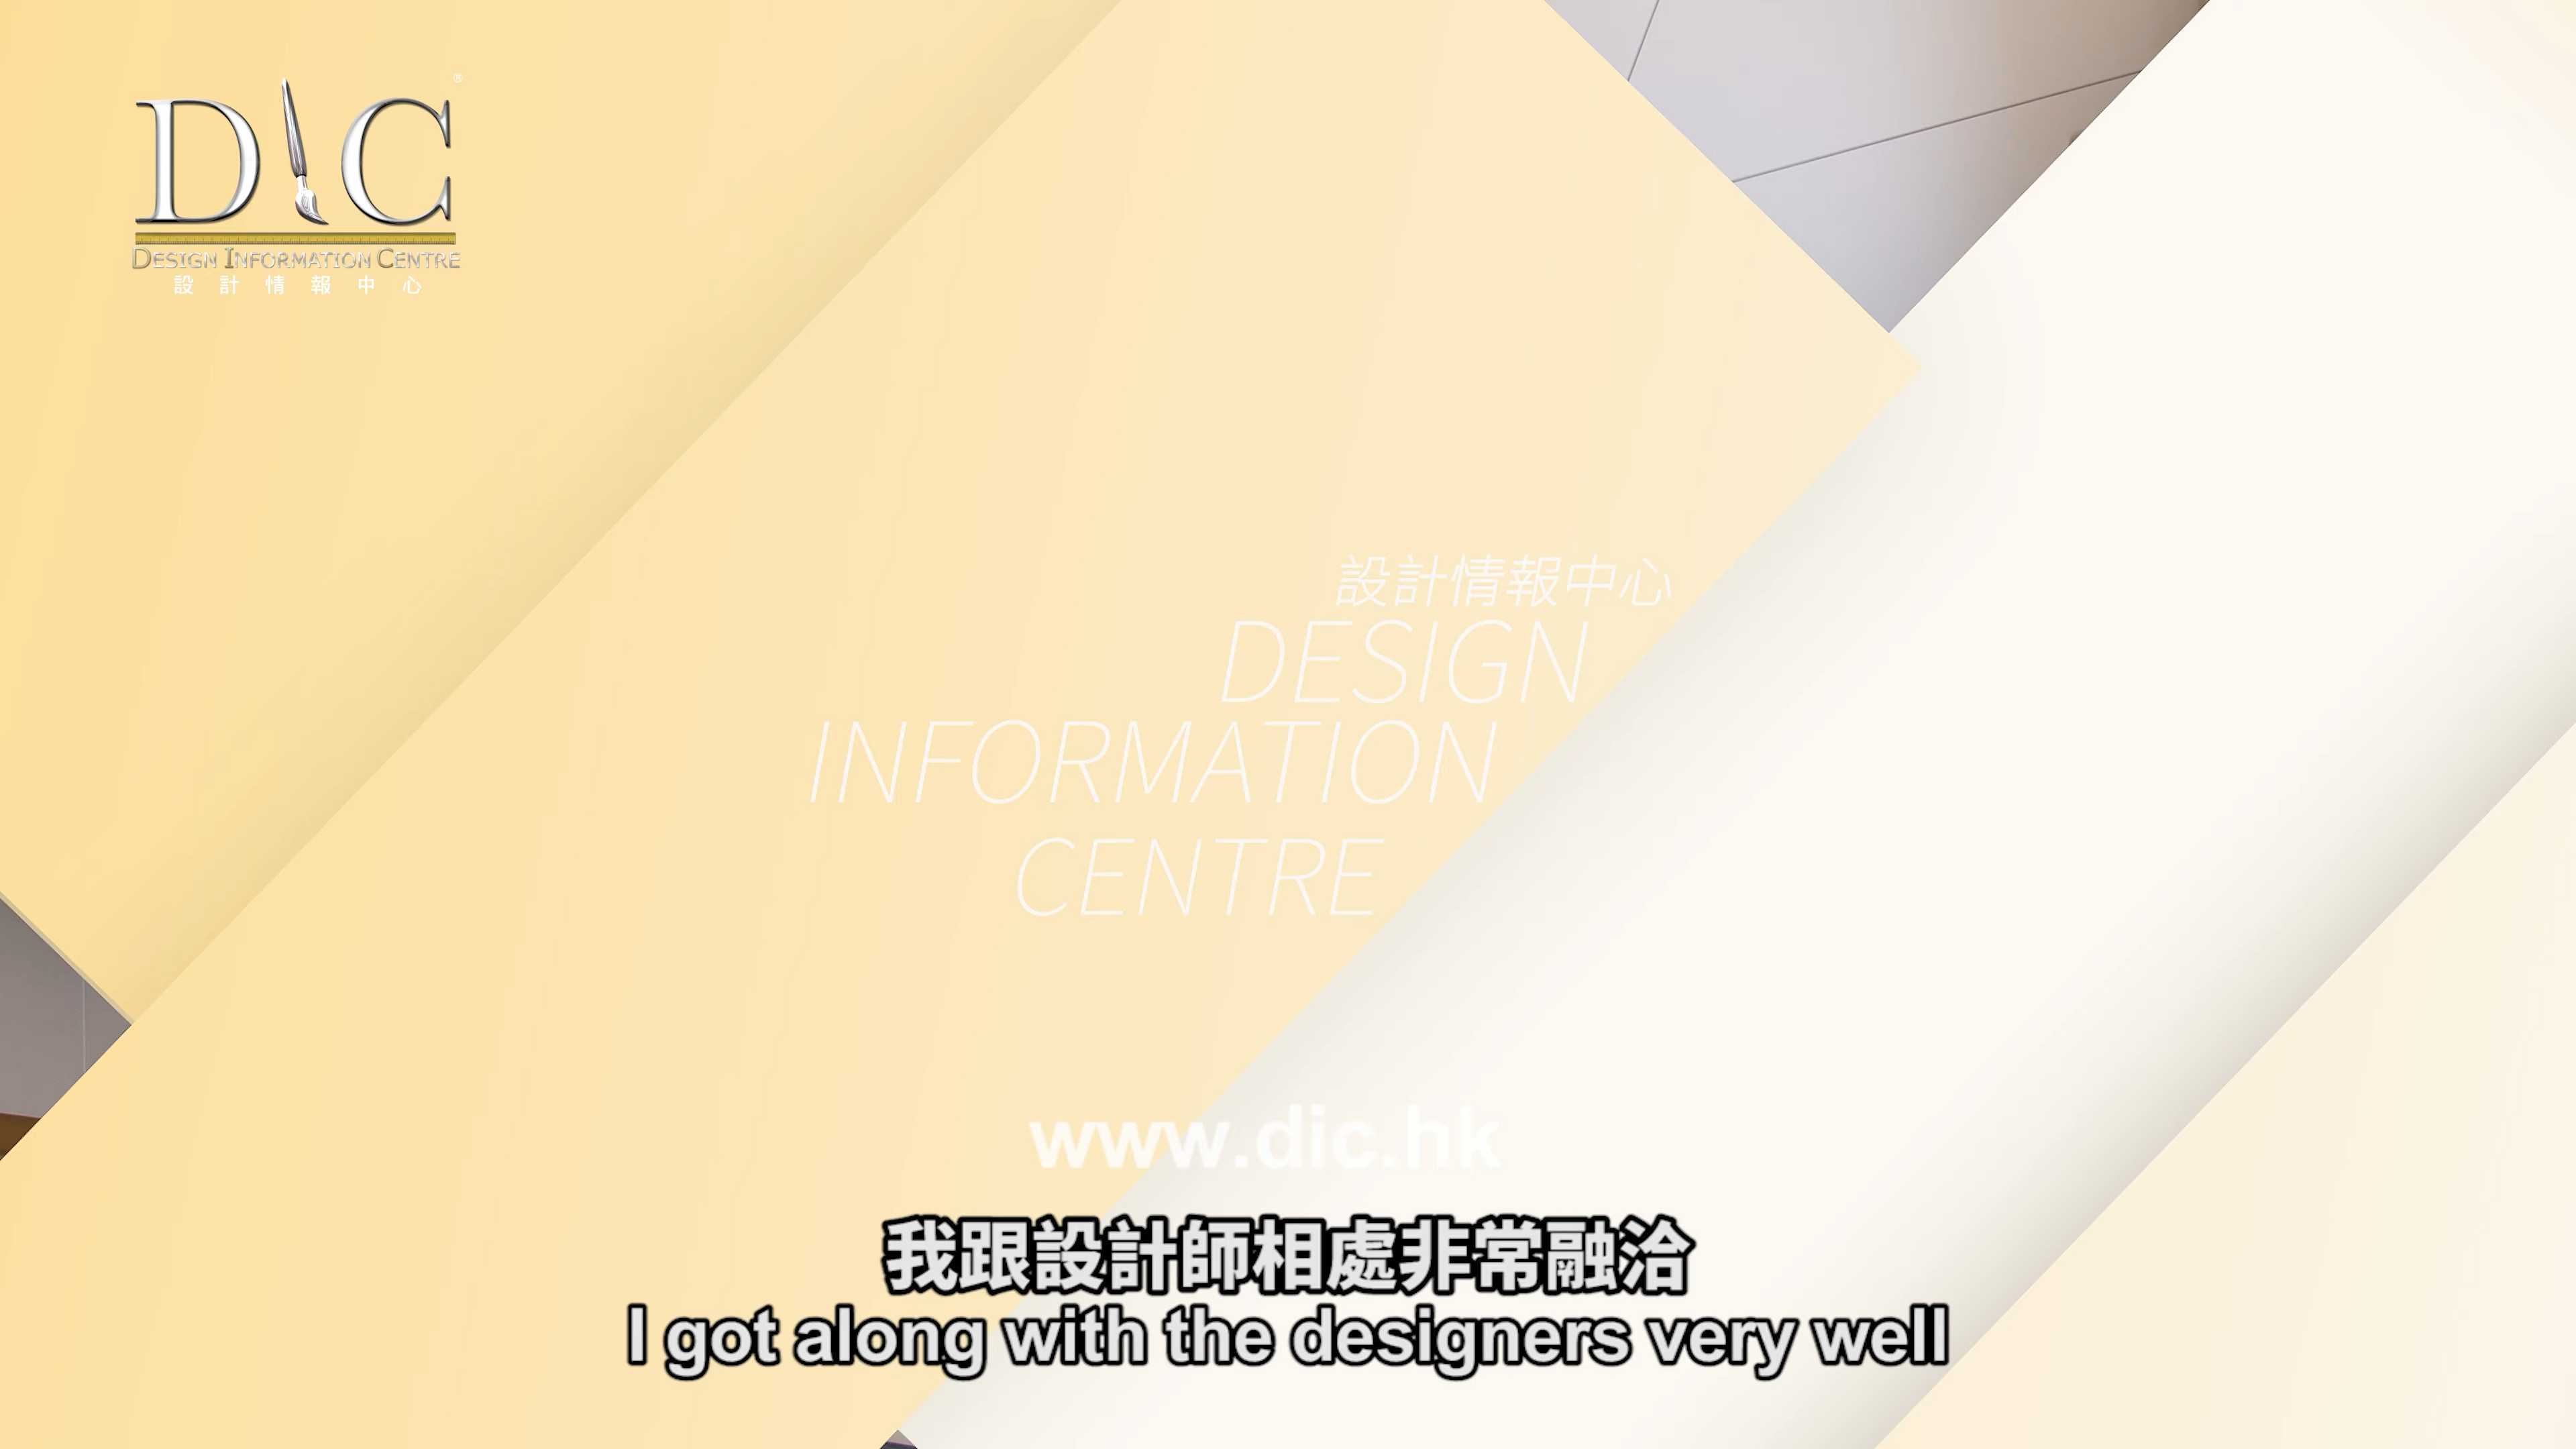 DIC®
DESIGN INFORMATION CENTRE
設計情報中心
設計情報中心
DESIGN
INFORMATION
CENTRE
www.dic.hk
我跟設計師相處非常融洽
I got along with the designers very well